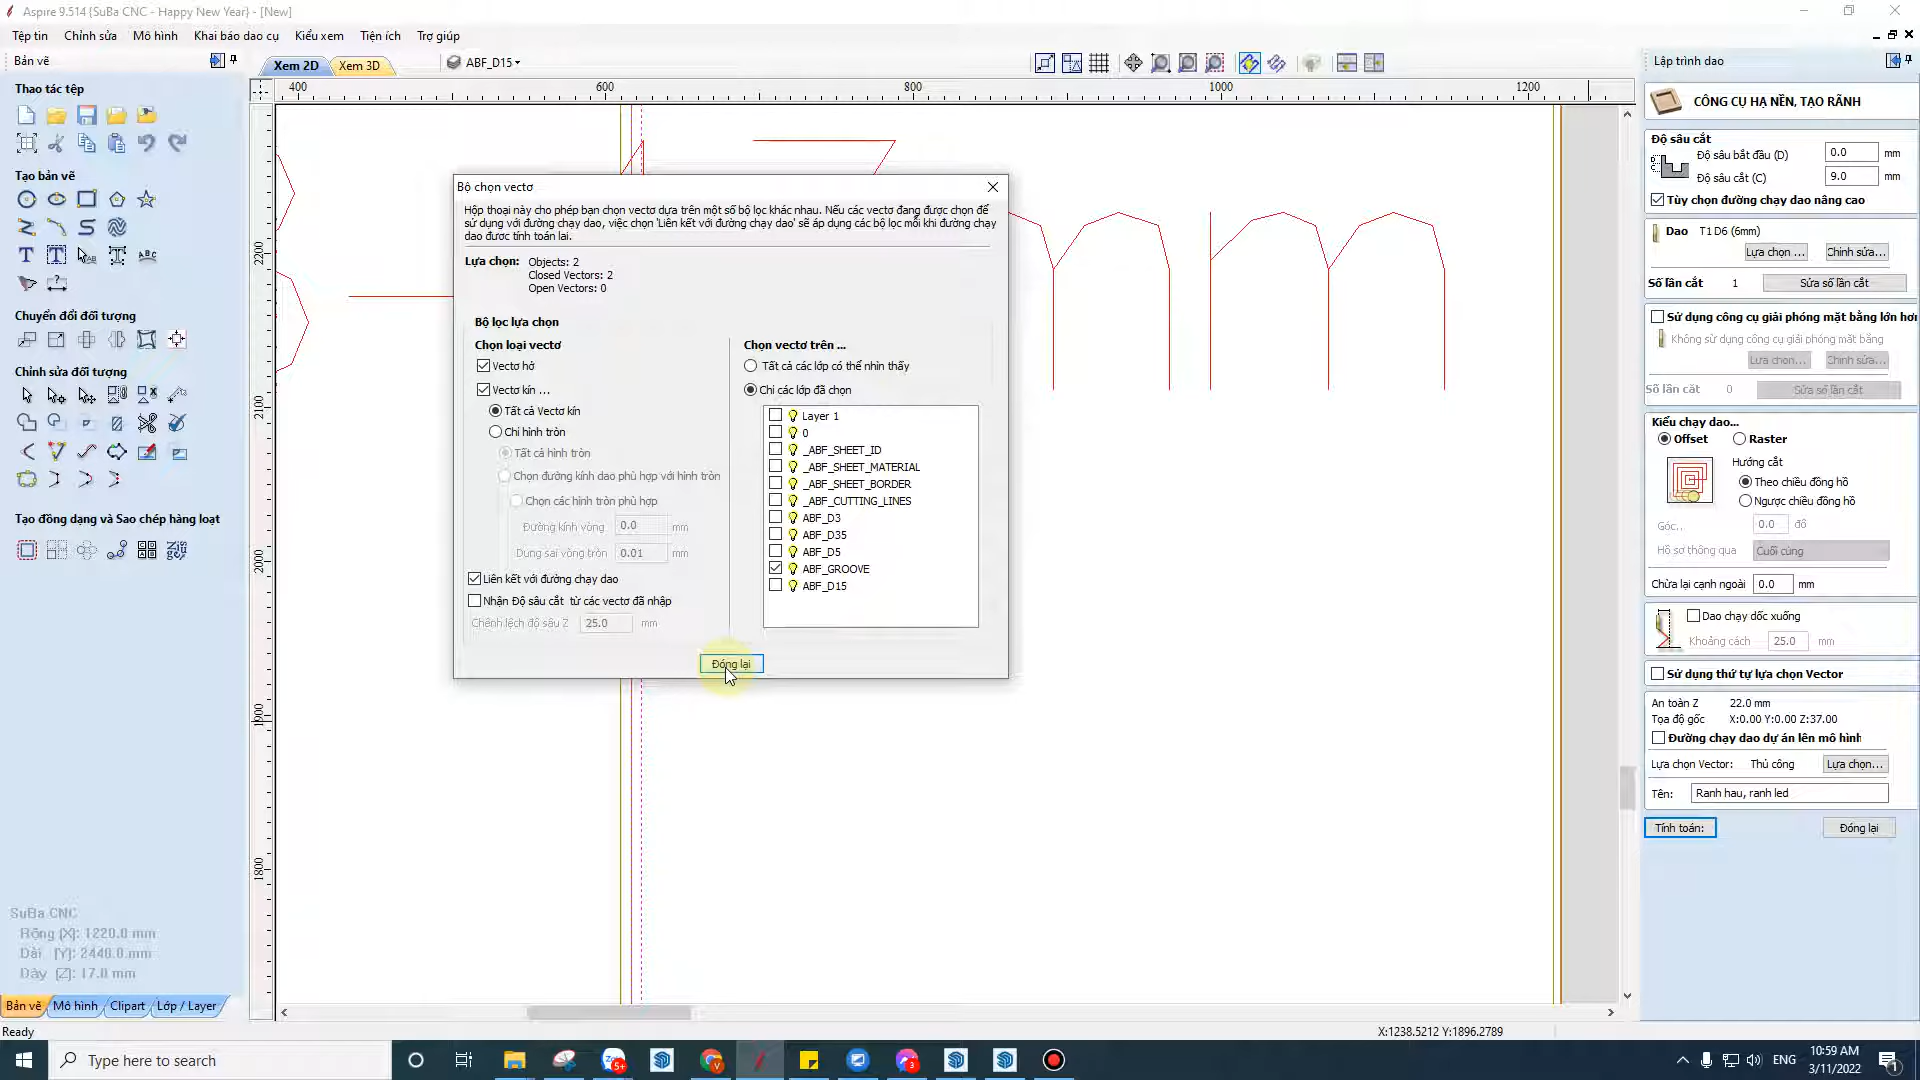 Aspire 9.514 {SuBa CNC - Happy New Year} - [New]
Tệp tin Chỉnh sửa Mô hình Khai báo dao cụ Kiểu xem Tiện ích Trợ giúp
Bản vẽ
Xem 2D Xem 3D ABF_D15
Lập trình dao
400 600 800 1000 1200
Thao tác tệp
Tạo bản vẽ
Chuyển đổi đối tượng
Chỉnh sửa đối tượng
Tạo đồng dạng và Sao chép hàng loạt
SuBa CNC
Rộng (X): 1220.0 mm
Dài (Y): 2440.0 mm
Dày (Z): 17.0 mm
Bản vẽ Mô hình Clipart Lớp / Layer
2200
2100
2000
1900
1800
Bộ chọn vectơ
Hộp thoại này cho phép bạn chọn vectơ dựa trên một số bộ lọc khác nhau. Nếu các vectơ đang được chọn để
sử dụng với đường chạy dao, việc chọn 'Liên kết với đường chạy dao' sẽ áp dụng các bộ lọc mỗi khi đường chạy
dao được tính toán lại.
Lựa chọn: Objects: 2
Closed Vectors: 2
Open Vectors: 0
Bộ lọc lựa chọn
Chọn loại vectơ
Vectơ hở
Vectơ kín ...
Tất cả Vectơ kín
Chỉ hình tròn
Tất cả hình tròn
Chọn đường kính dao phù hợp với hình tròn
Chọn các hình tròn phù hợp
Đường kính vòng 0.0 mm
Dung sai vòng tròn 0.01 mm
Liên kết với đường chạy dao
Nhận Độ sâu cắt từ các vectơ đã nhập
Chênh lệch độ sâu Z 25.0 mm
Chọn vectơ trên ...
Tất cả các lớp có thể nhìn thấy
Chỉ các lớp đã chọn
Layer 1
0
_ABF_SHEET_ID
_ABF_SHEET_MATERIAL
_ABF_SHEET_BORDER
_ABF_CUTTING_LINES
ABF_D3
ABF_D35
ABF_D5
ABF_GROOVE
ABF_D15
Đóng lại
CÔNG CỤ HẠ NỀN, TẠO RÃNH
Độ sâu cắt
Độ sâu bắt đầu (D) 0.0 mm
Độ sâu cắt (C) 9.0 mm
Tùy chọn đường chạy dao nâng cao
Dao T1 D6 (6mm)
Lựa chọn ... Chỉnh sửa...
Số lần cắt 1 Sửa số lần cắt
Sử dụng công cụ giải phóng mặt bằng lớn hơn
Không sử dụng công cụ giải phóng mặt bằng
Lựa chọn... Chỉnh sửa...
Số lần cắt 0 Sửa số lần cắt
Kiểu chạy dao...
Offset Raster
Hướng cắt
Theo chiều đồng hồ
Ngược chiều đồng hồ
Góc.. 0.0 độ
Hồ sơ thông qua Cuối cùng
Chừa lại cạnh ngoài 0.0 mm
Dao chạy dốc xuống
Khoảng cách 25.0 mm
Sử dụng thứ tự lựa chọn Vector
An toàn Z 22.0 mm
Tọa độ gốc X:0.00 Y:0.00 Z:37.00
Đường chạy dao dự án lên mô hình
Lựa chọn Vector: Thủ công Lựa chọn...
Tên: Ranh hau, ranh led
Tính toán: Đóng lại
Ready X:1238.5212 Y:1896.2789
Type here to search
5+
3
ENG
10:59 AM
3/11/2022
1